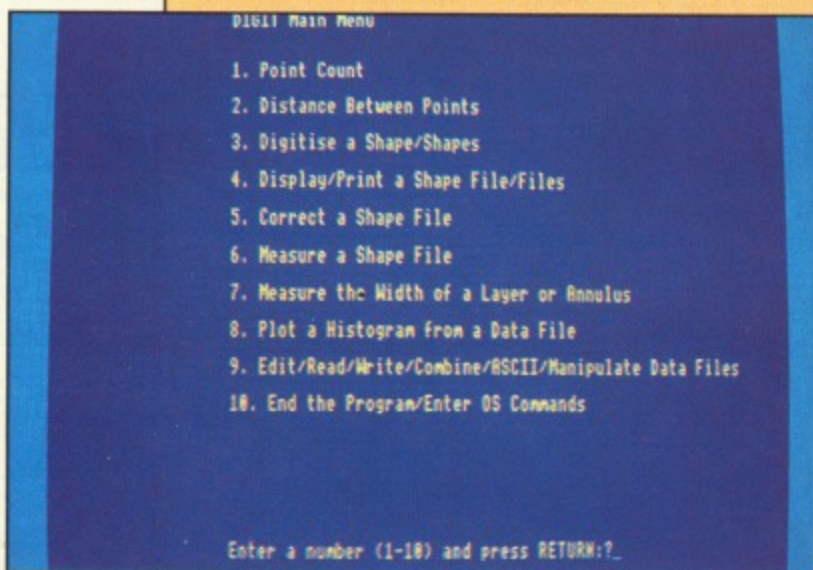 DIGIT Main Menu
1. Point Count
2. Distance Between Points
3. Digitise a Shape/Shapes
4. Display/Print a Shape File/Files
5. Correct a Shape File
6. Measure a Shape File
7. Measure the Width of a Layer or Annulus
8. Plot a Histogram from a Data File
9. Edit/Read/Write/Combine/ASCII/Manipulate Data Files
10. End the Program/Enter OS Commands
Enter a number (1-10) and press RETURN:?_